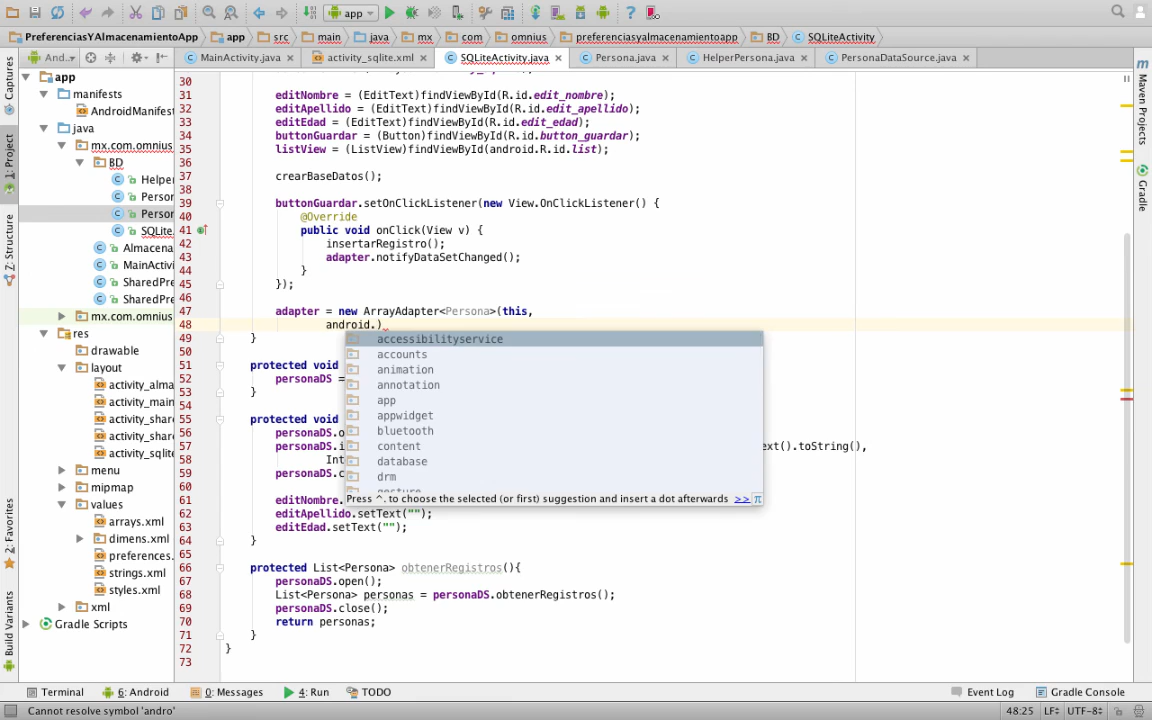 app
PreferenciasYAlmacenamientoApp app src main java mx com omnius preferenciasyalmacenamientoapp BD SQLiteActivity
And... MainActivity.java activity_sqlite.xml SQLiteActivity.java Persona.java HelperPersona.java PersonaDataSource.java
Captures
1: Project
7: Structure
2: Favorites
Build Variants
Maven Projects
Gradle
app
manifests
AndroidManifest
java
mx.com.omnius
BD
Helper
Person
Person
SQLite
Almacena
MainActivi
SharedPre
SharedPre
mx.com.omnius
res
drawable
layout
activity_alma
activity_main
activity_share
activity_share
activity_sqlite
menu
mipmap
values
arrays.xml
dimens.xml
preferences.
strings.xml
styles.xml
xml
Gradle Scripts
30
31 editNombre = (EditText)findViewById(R.id.edit_nombre);
32 editApellido = (EditText)findViewById(R.id.edit_apellido);
33 editEdad = (EditText)findViewById(R.id.edit_edad);
34 buttonGuardar = (Button)findViewById(R.id.button_guardar);
35 listView = (ListView)findViewById(android.R.id.list);
36
37 crearBaseDatos();
38
39 buttonGuardar.setOnClickListener(new View.OnClickListener() {
40 @Override
41 public void onClick(View v) {
42 insertarRegistro();
43 adapter.notifyDataSetChanged();
44 }
45 });
46
47 adapter = new ArrayAdapter<Persona>(this,
48 android.)
49 }
50
51 protected void
52 personaDS =
53 }
54
55 protected void
56 personaDS.o
57 personaDS.i ext().toString(),
58 Int
59 personaDS.c
60
61 editNombre.
62 editApellido.setText("");
63 editEdad.setText("");
64 }
65
66 protected List<Persona> obtenerRegistros(){
67 personaDS.open();
68 List<Persona> personas = personaDS.obtenerRegistros();
69 personaDS.close();
70 return personas;
71 }
72 }
73
accessibilityservice
accounts
animation
annotation
app
appwidget
bluetooth
content
database
drm
gesture
Press ^. to choose the selected (or first) suggestion and insert a dot afterwards >> π
Terminal 6: Android 0: Messages 4: Run TODO Event Log Gradle Console
Cannot resolve symbol 'andro' 48:25 LF÷ UTF-8÷